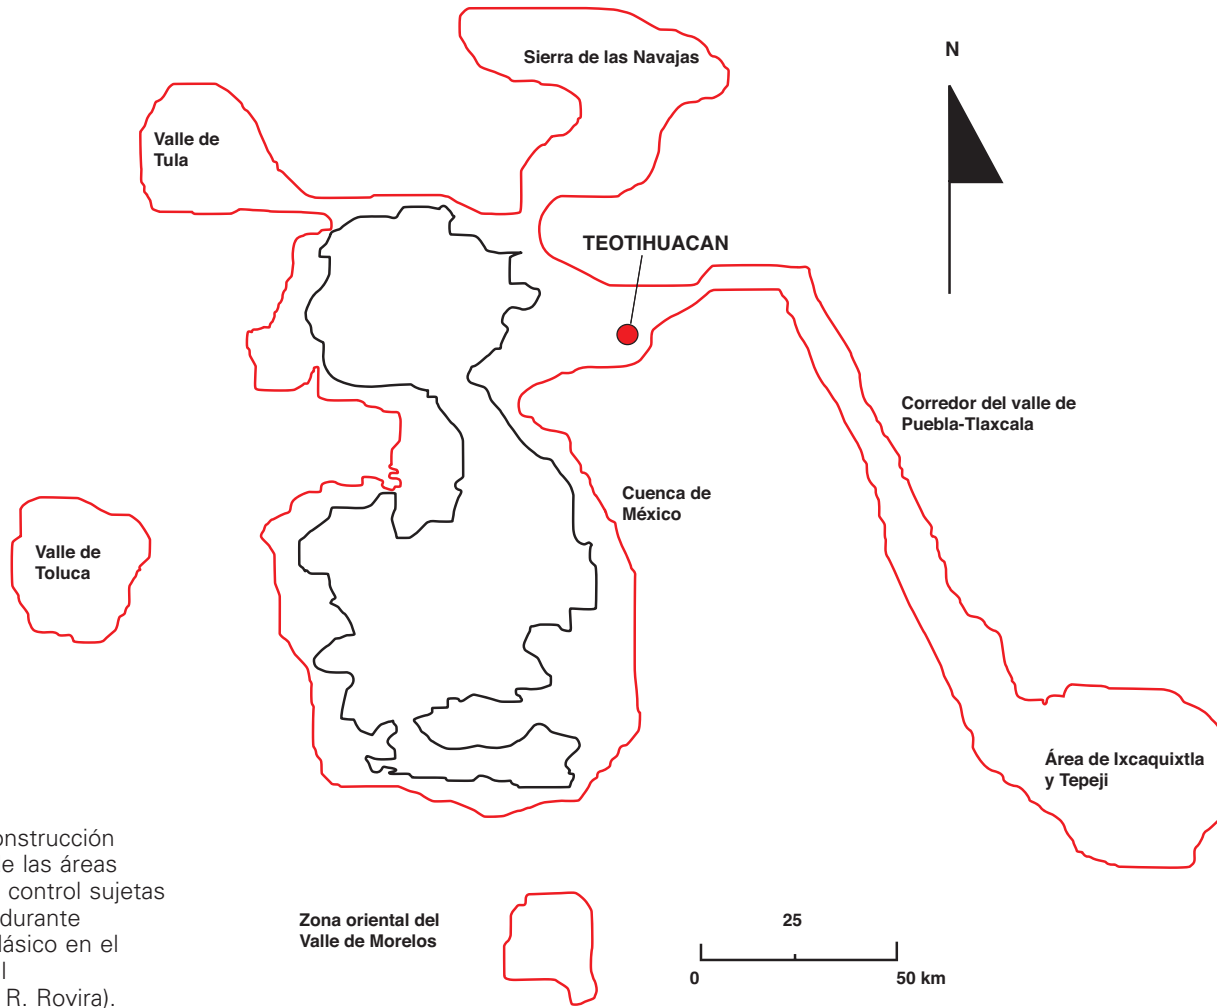 Sierra de las Navajas
N
Valle de
Tula
TEOTIHUACAN
Corredor del valle de
Puebla-Tlaxcala
Cuenca de
México
Valle de
Toluca
Área de Ixcaquixtla
y Tepeji
onstrucción
e las áreas
control sujetas
durante
lásico en el
l
R. Rovira).
Zona oriental del
Valle de Morelos
25
0 50 km